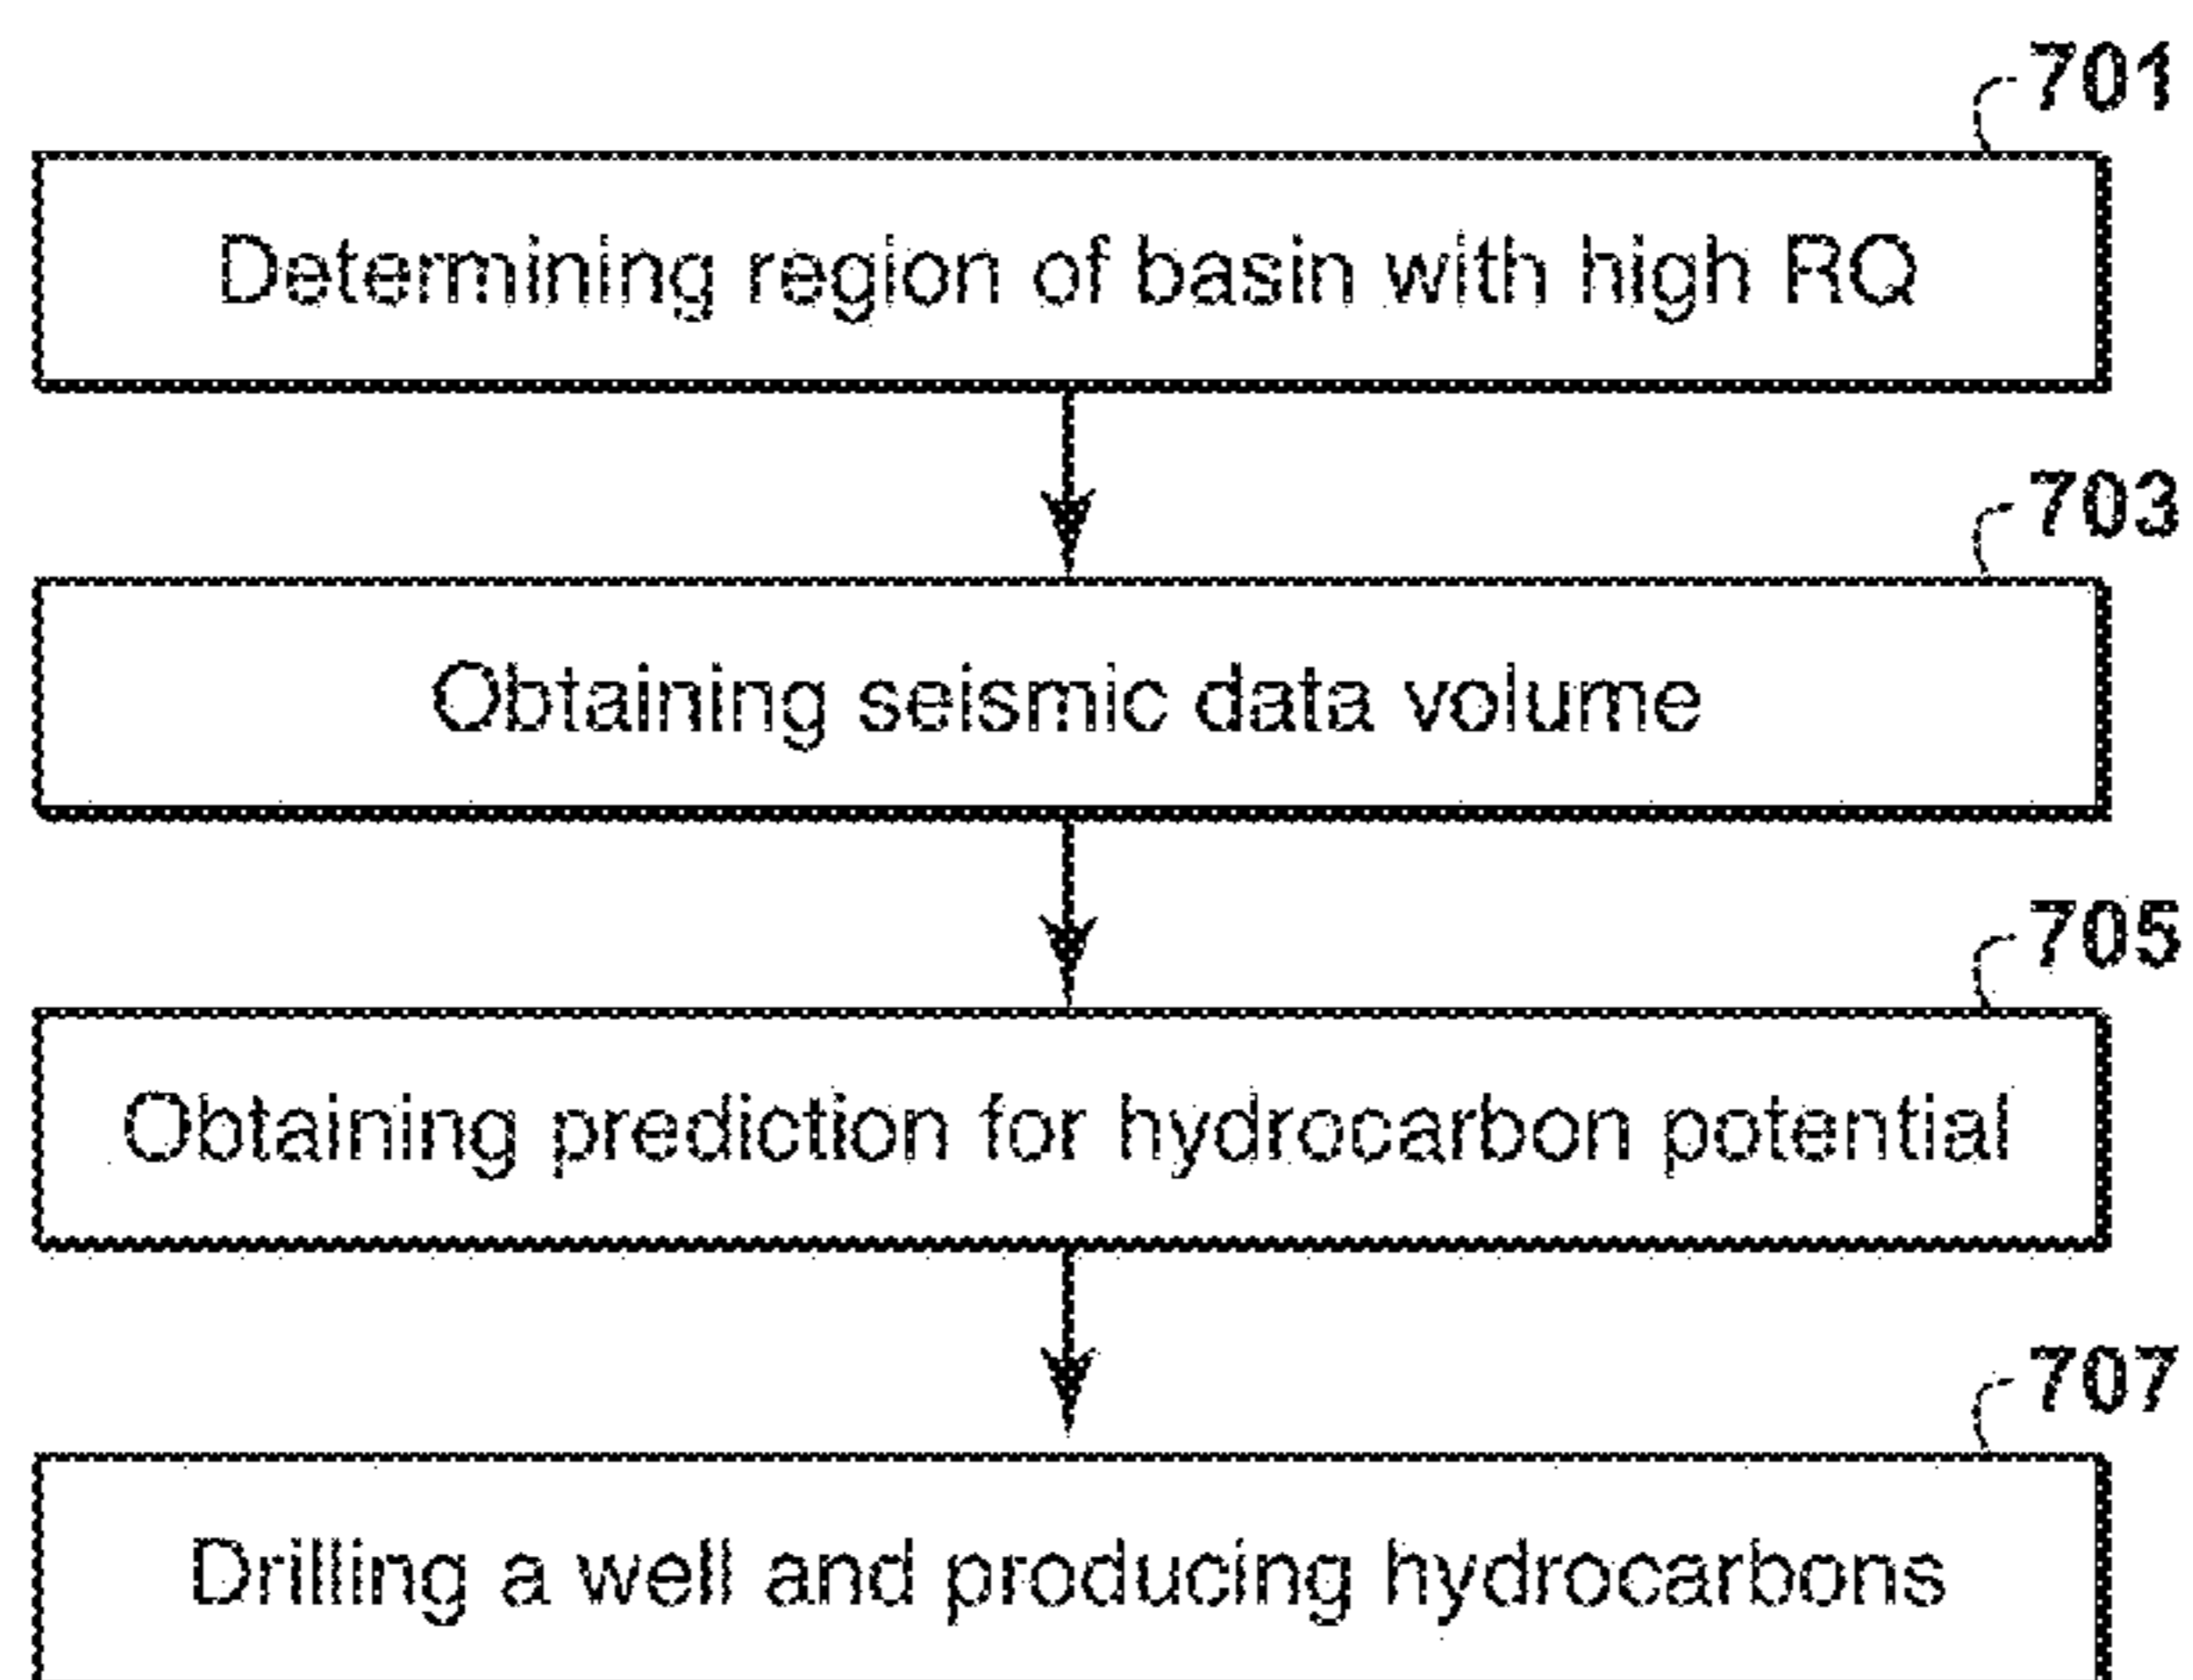 701
Determining region of basin with high RQ
703
Obtaining seismic data volume
705
Obtaining prediction for hydrocarbon potential
707
Drilling a well and producing hydrocarbons